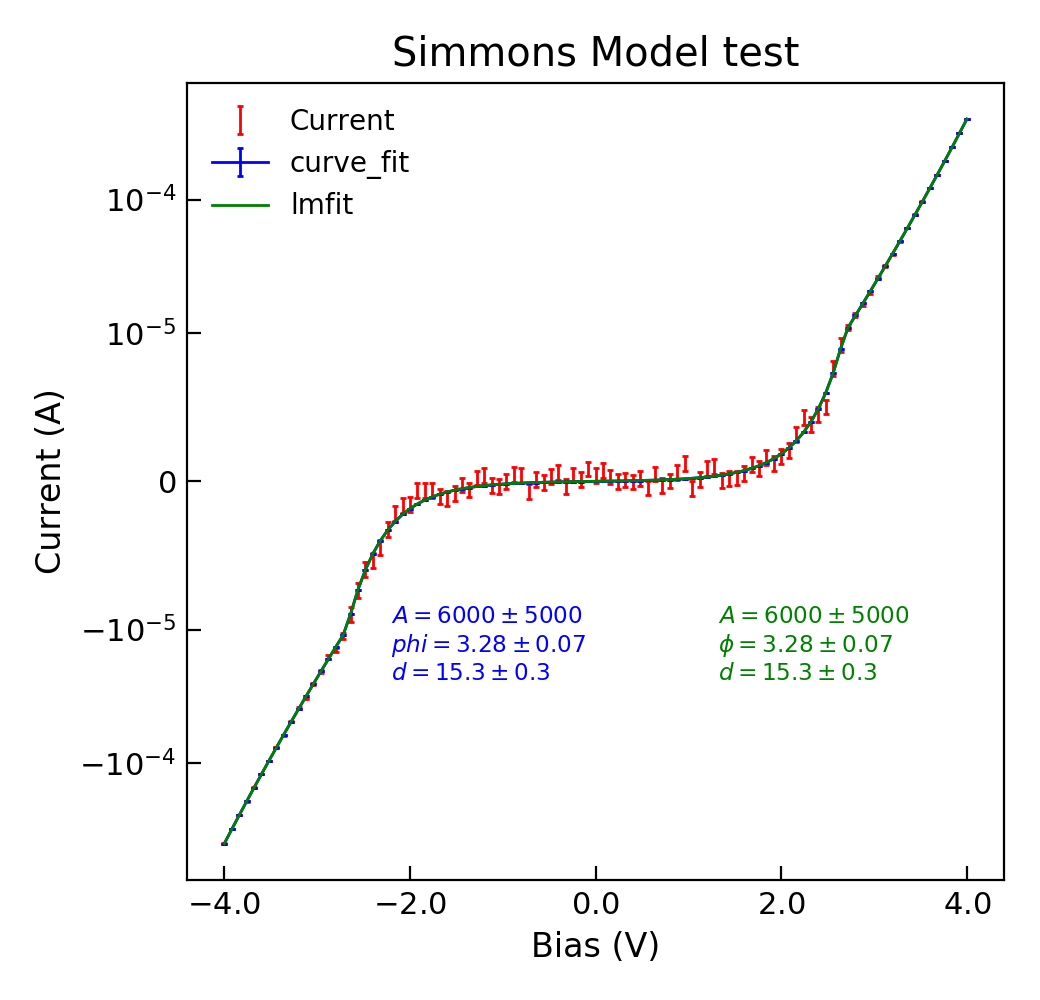 Simmons Model test
Current
curve_fit
lmfit
Current (A)
10⁻⁴
10⁻⁵
0
−10⁻⁵
−10⁻⁴
A = 6000 ± 5000
phi = 3.28 ± 0.07
d = 15.3 ± 0.3
A = 6000 ± 5000
ϕ = 3.28 ± 0.07
d = 15.3 ± 0.3
−4.0 −2.0 0.0 2.0 4.0
Bias (V)